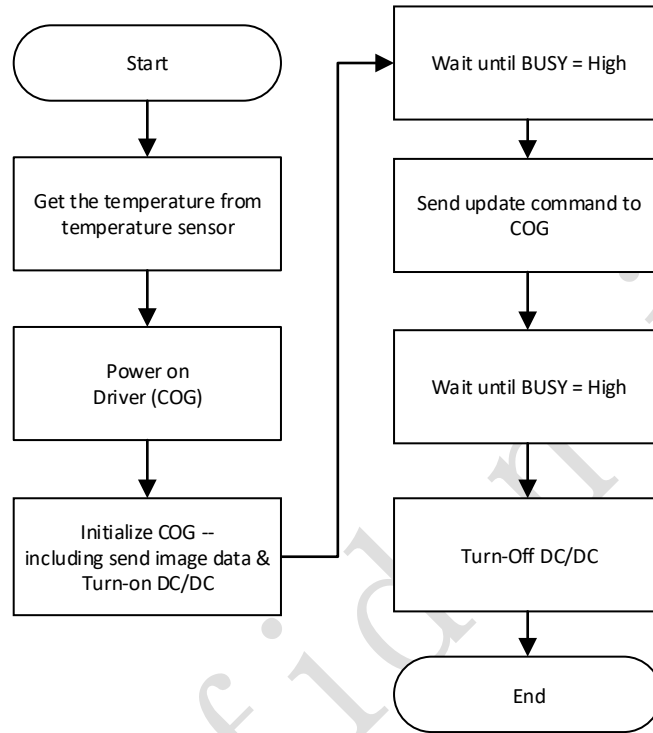 Start
Get the temperature from
temperature sensor
Power on
Driver (COG)
Initialize COG --
including send image data &
Turn-on DC/DC
Wait until BUSY = High
Send update command to
COG
Wait until BUSY = High
Turn-Off DC/DC
End